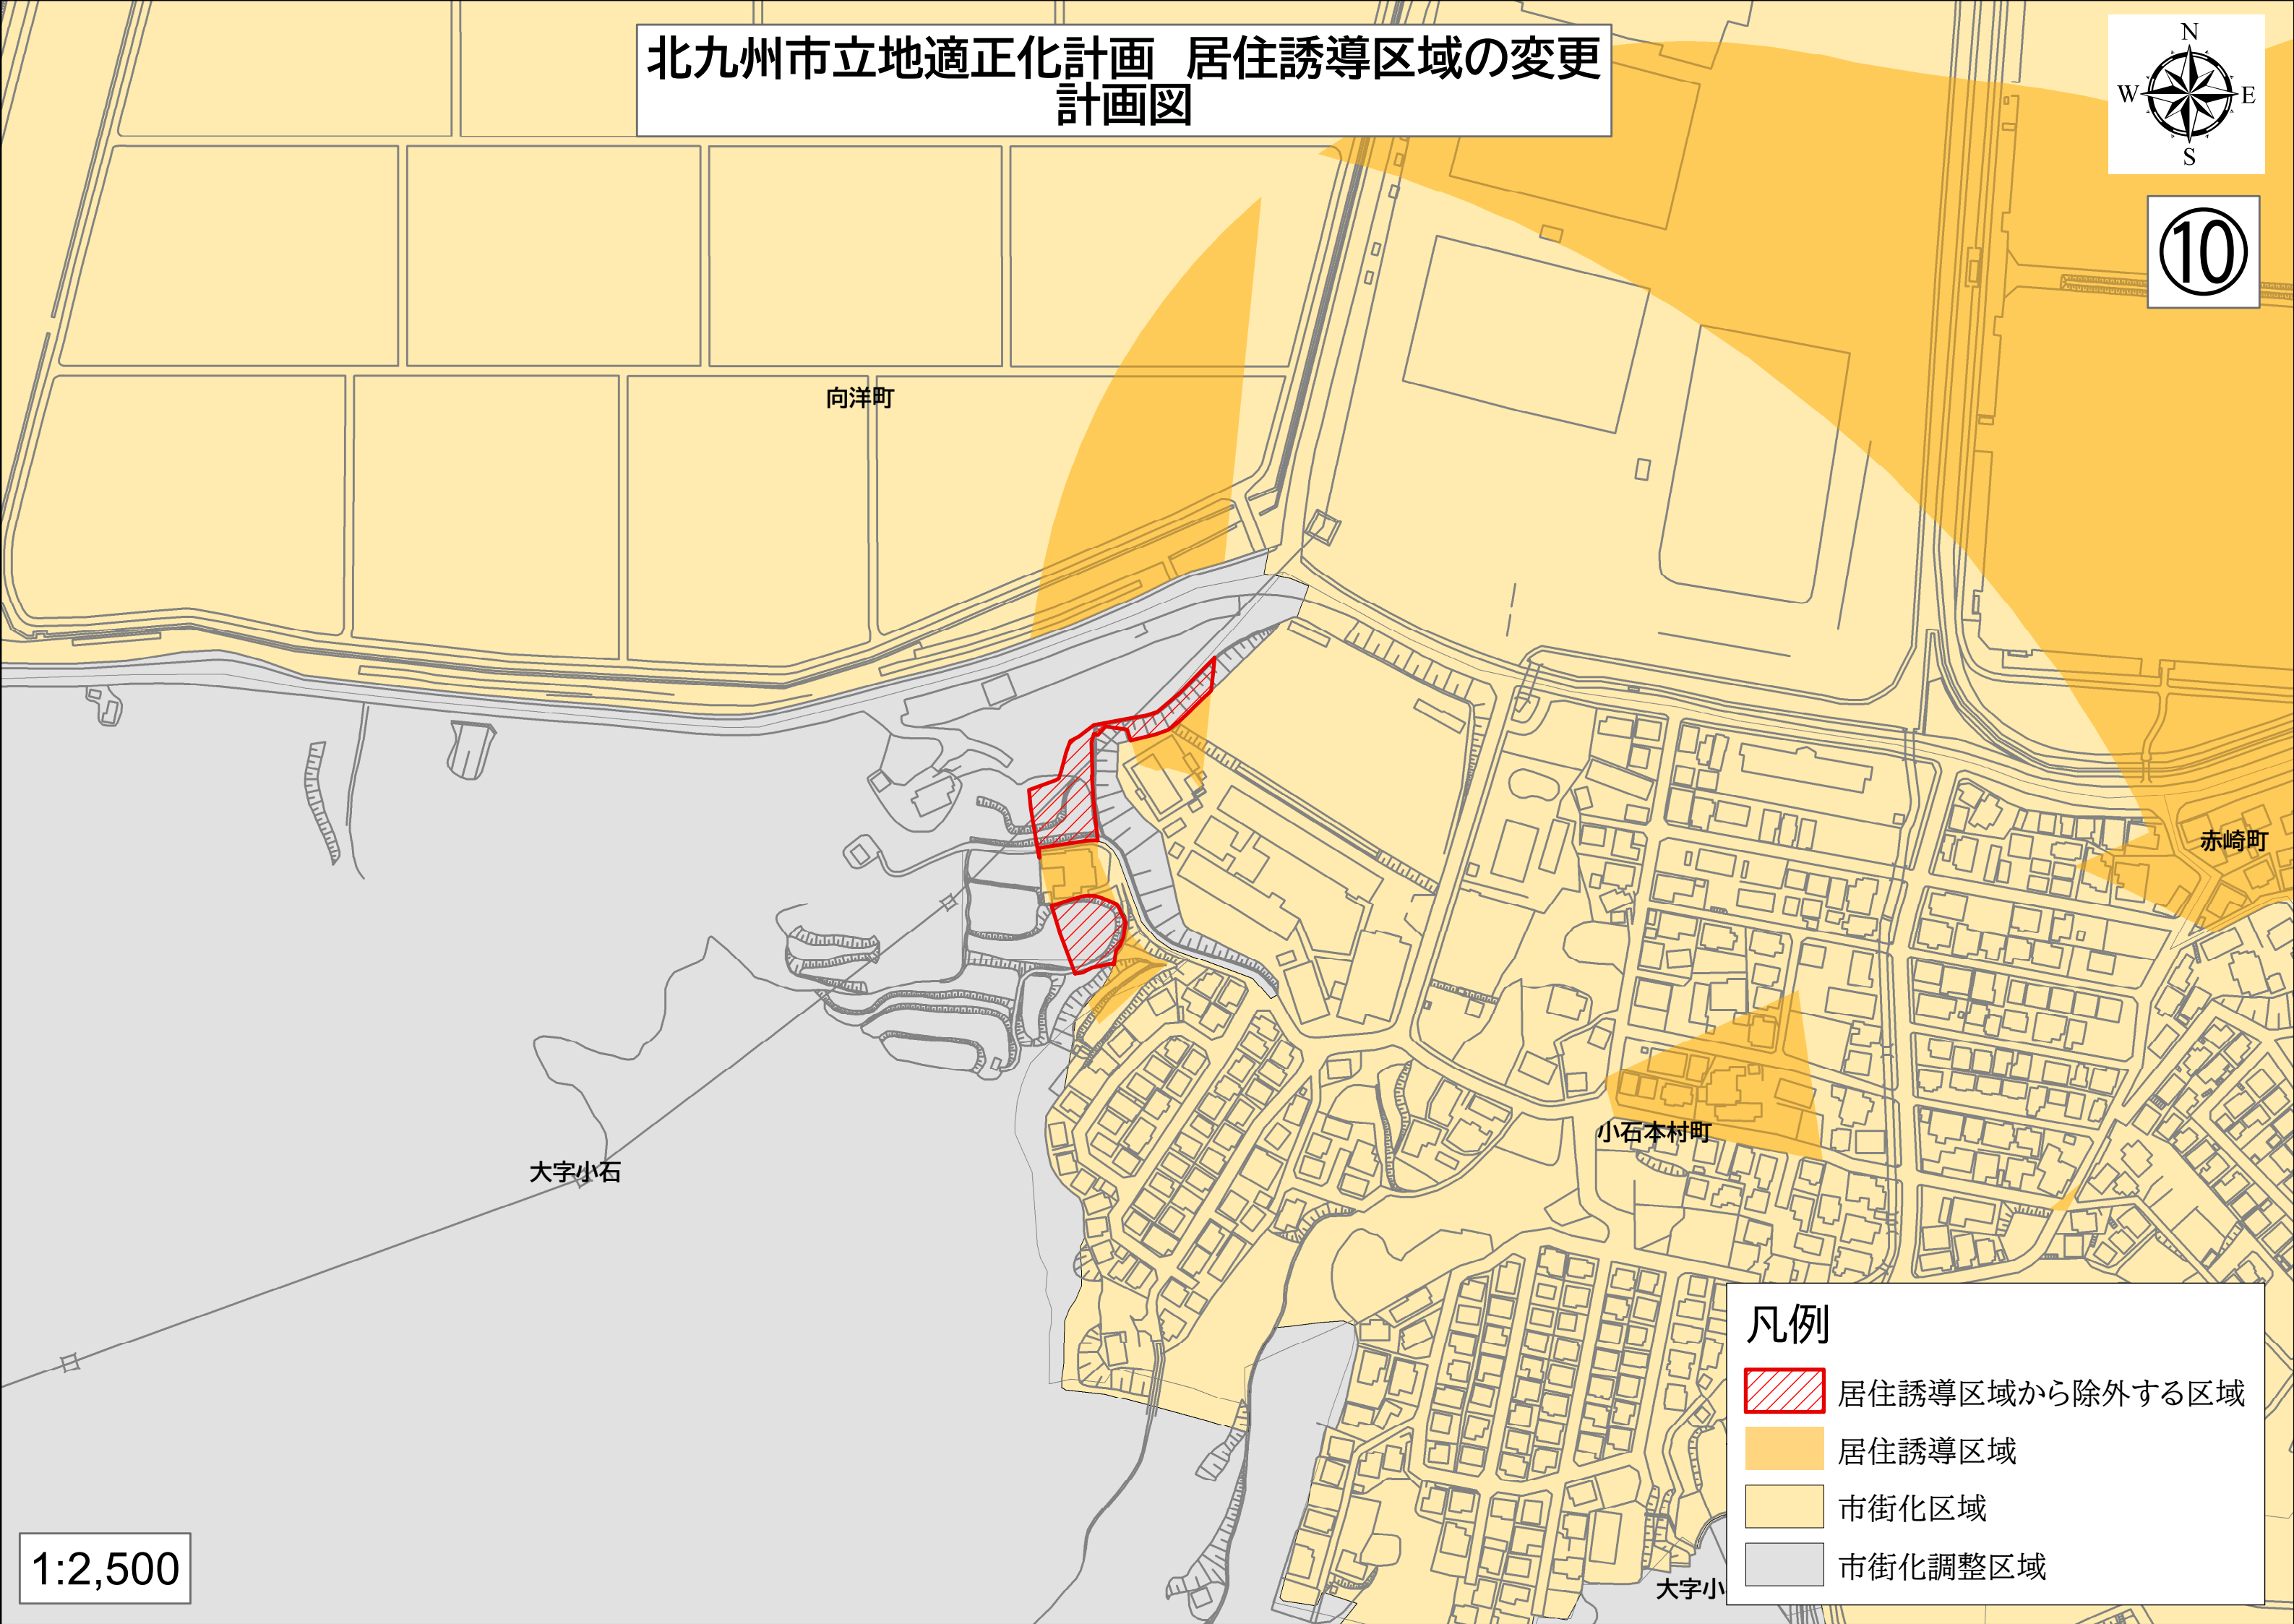 北九州市立地適正化計画　居住誘導区域の変更
計画図
N
W
E
S
⑩
向洋町
赤崎町
小石本村町
大字小石
凡例
居住誘導区域から除外する区域
居住誘導区域
市街化区域
市街化調整区域
大字小
1:2,500